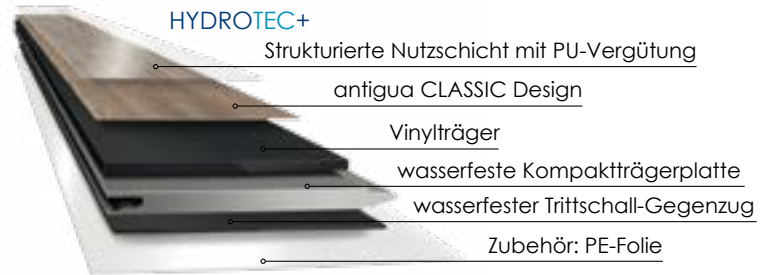 HYDROTEC+
Strukturierte Nutzschicht mit PU-Vergütung
antigua CLASSIC Design
Vinylträger
wasserfeste Kompaktträgerplatte
wasserfester Trittschall-Gegenzug
Zubehör: PE-Folie